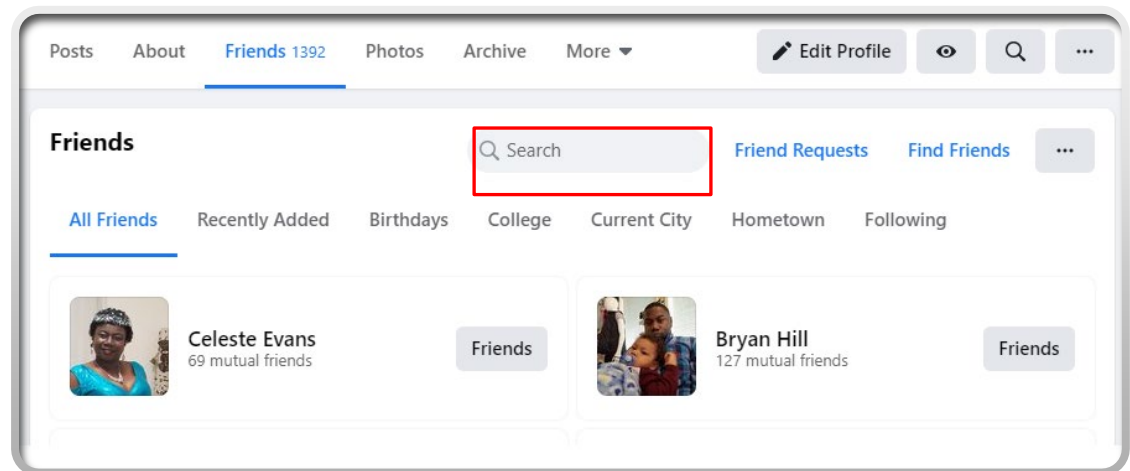 Posts About Friends 1392 Photos Archive More Edit Profile ...
Friends Search Friend Requests Find Friends ...
All Friends Recently Added Birthdays College Current City Hometown Following
Celeste Evans Friends Bryan Hill Friends
69 mutual friends 127 mutual friends